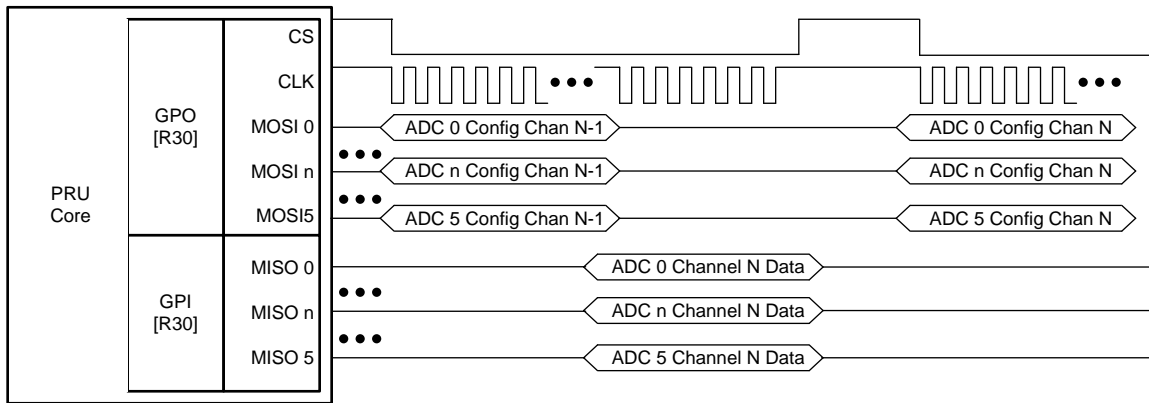 CS
CLK
GPO
[R30]
MOSI 0
ADC 0 Config Chan N-1
ADC 0 Config Chan N
MOSI n
ADC n Config Chan N-1
ADC n Config Chan N
PRU
Core
MOSI5
ADC 5 Config Chan N-1
ADC 5 Config Chan N
MISO 0
ADC 0 Channel N Data
GPI
[R30]
MISO n
ADC n Channel N Data
MISO 5
ADC 5 Channel N Data